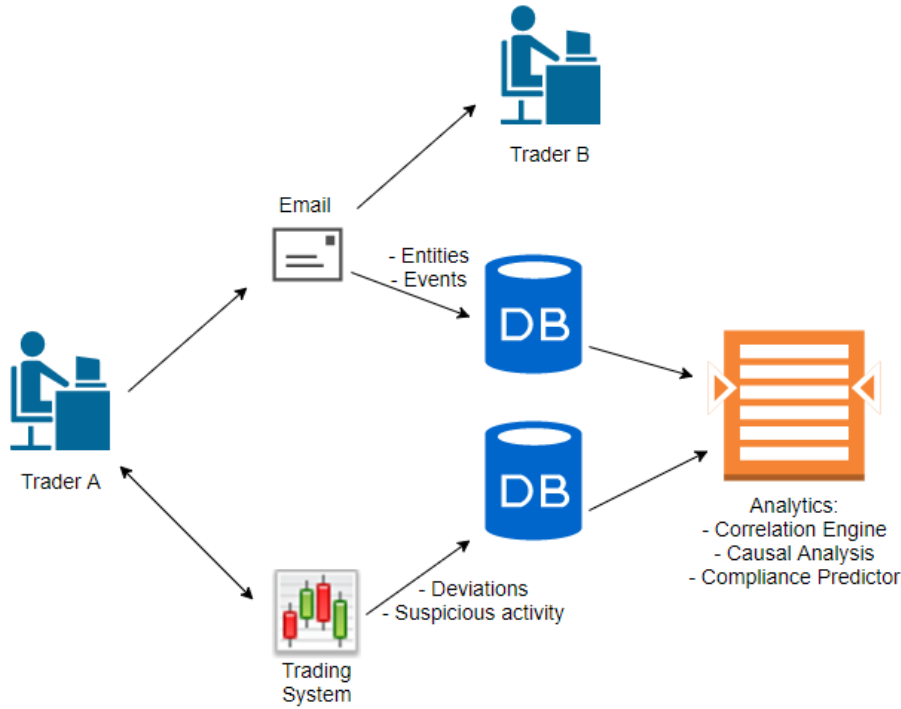 Trader B
Email
- Entities
- Events
DB
Trader A
DB
Analytics:
- Correlation Engine
- Causal Analysis
- Compliance Predictor
- Deviations
- Suspicious activity
Trading
System